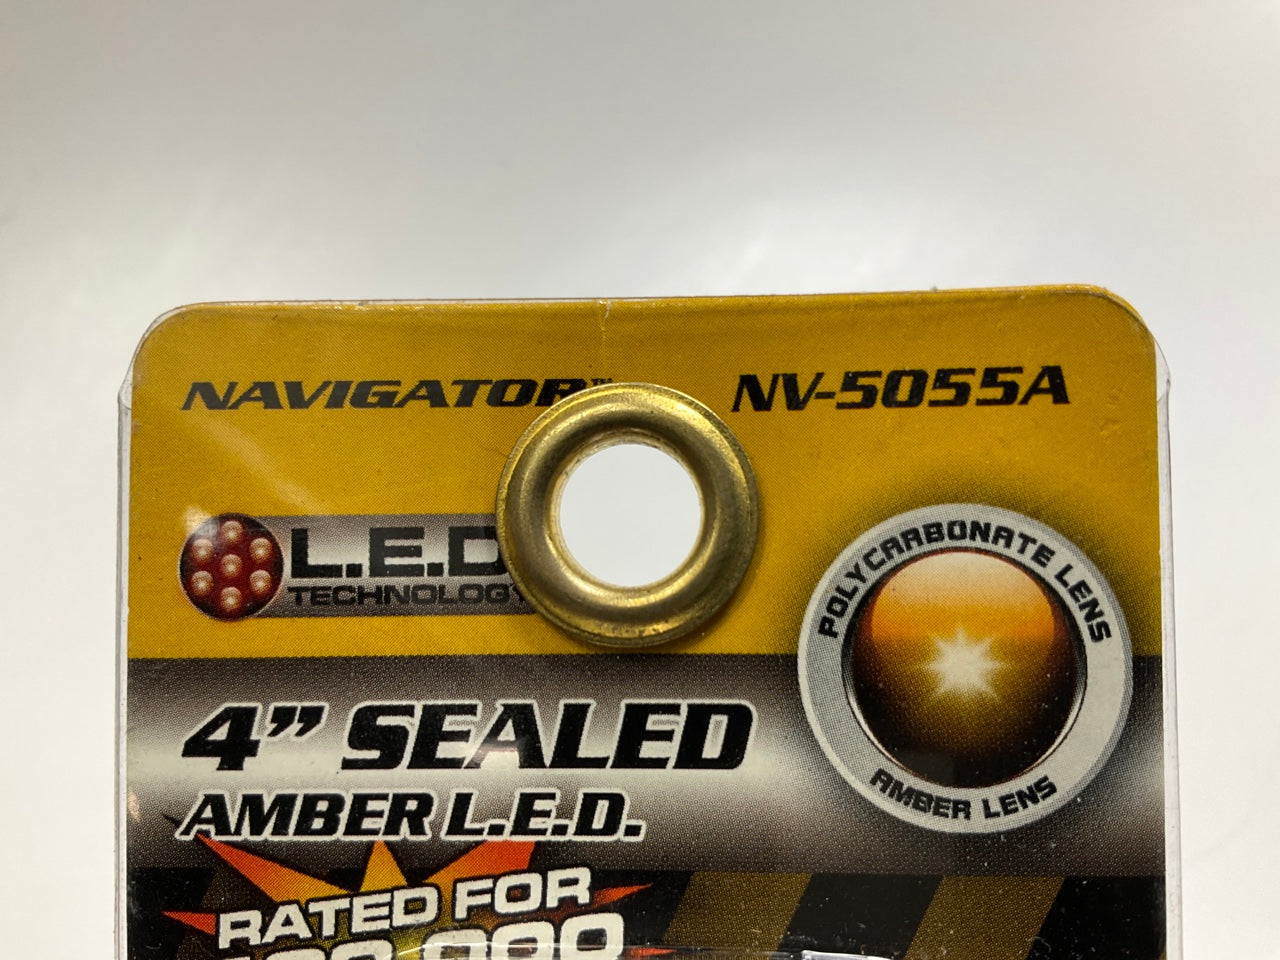 NAVIGATOR™
NV-5055A
L.E.D
TECHNOLOGY
POLYCARBONATE LENS
AMBER LENS
4” SEALED
AMBER L.E.D.
RATED FOR